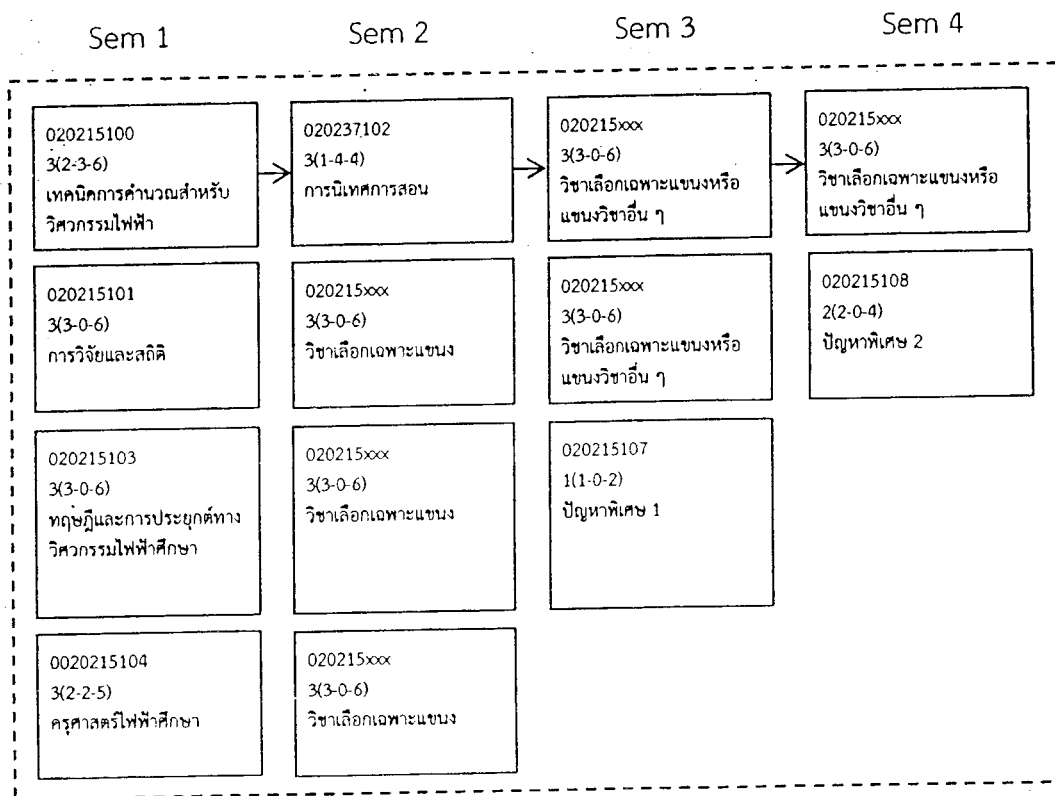 Sem 1
Sem 2
Sem 3
Sem 4
020215100
3(2-3-6)
เทคนิคการคำนวณสำหรับ
วิศวกรรมไฟฟ้า
020237102
3(1-4-4)
การนิเทศการสอน
020215xxx
3(3-0-6)
วิชาเลือกเฉพาะแขนงหรือ
แขนงวิชาอื่น ๆ
020215xxx
3(3-0-6)
วิชาเลือกเฉพาะแขนงหรือ
แขนงวิชาอื่น ๆ
020215101
3(3-0-6)
การวิจัยและสถิติ
020215xxx
3(3-0-6)
วิชาเลือกเฉพาะแขนง
020215xxx
3(3-0-6)
วิชาเลือกเฉพาะแขนงหรือ
แขนงวิชาอื่น ๆ
020215108
2(2-0-4)
ปัญหาพิเศษ 2
020215103
3(3-0-6)
ทฤษฎีและการประยุกต์ทาง
วิศวกรรมไฟฟ้าศึกษา
020215xxx
3(3-0-6)
วิชาเลือกเฉพาะแขนง
020215107
1(1-0-2)
ปัญหาพิเศษ 1
0020215104
3(2-2-5)
ครุศาสตร์ไฟฟ้าศึกษา
020215xxx
3(3-0-6)
วิชาเลือกเฉพาะแขนง